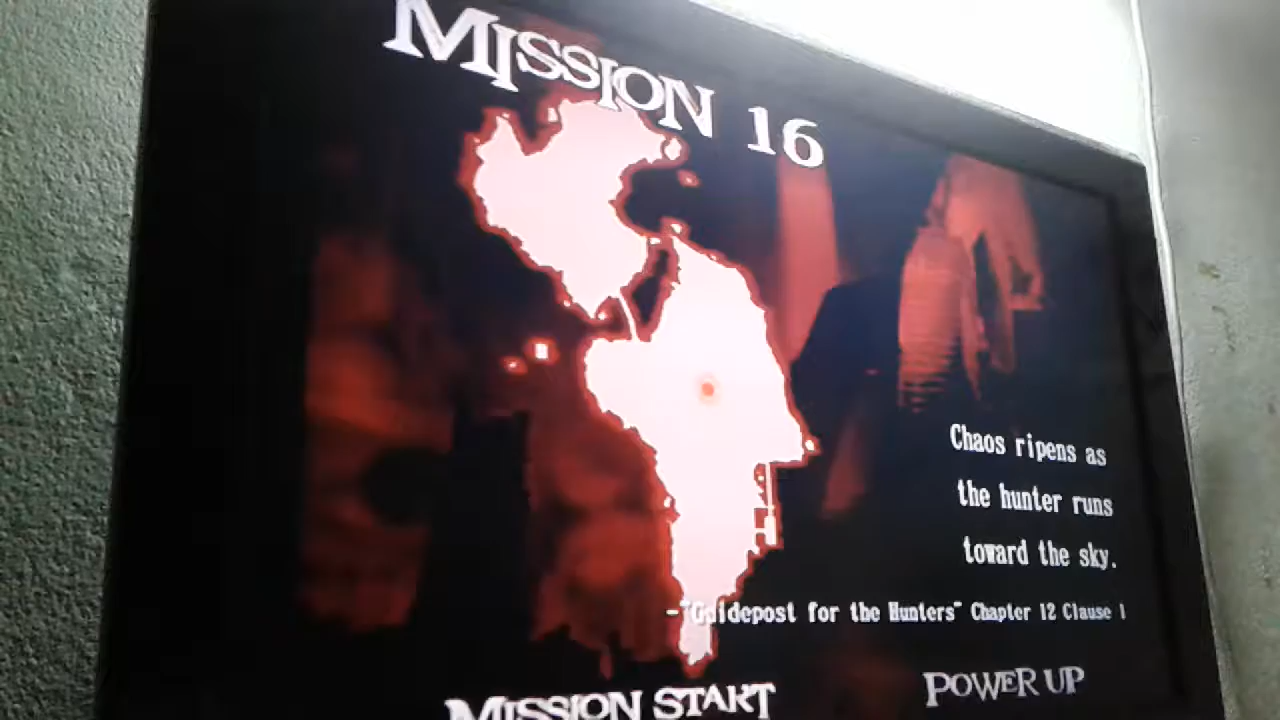 MISSION 16
Chaos ripens as
the hunter runs
toward the sky.
-"Guidepost for the Hunters" Chapter 12 Clause 1
MISSION START
POWER UP